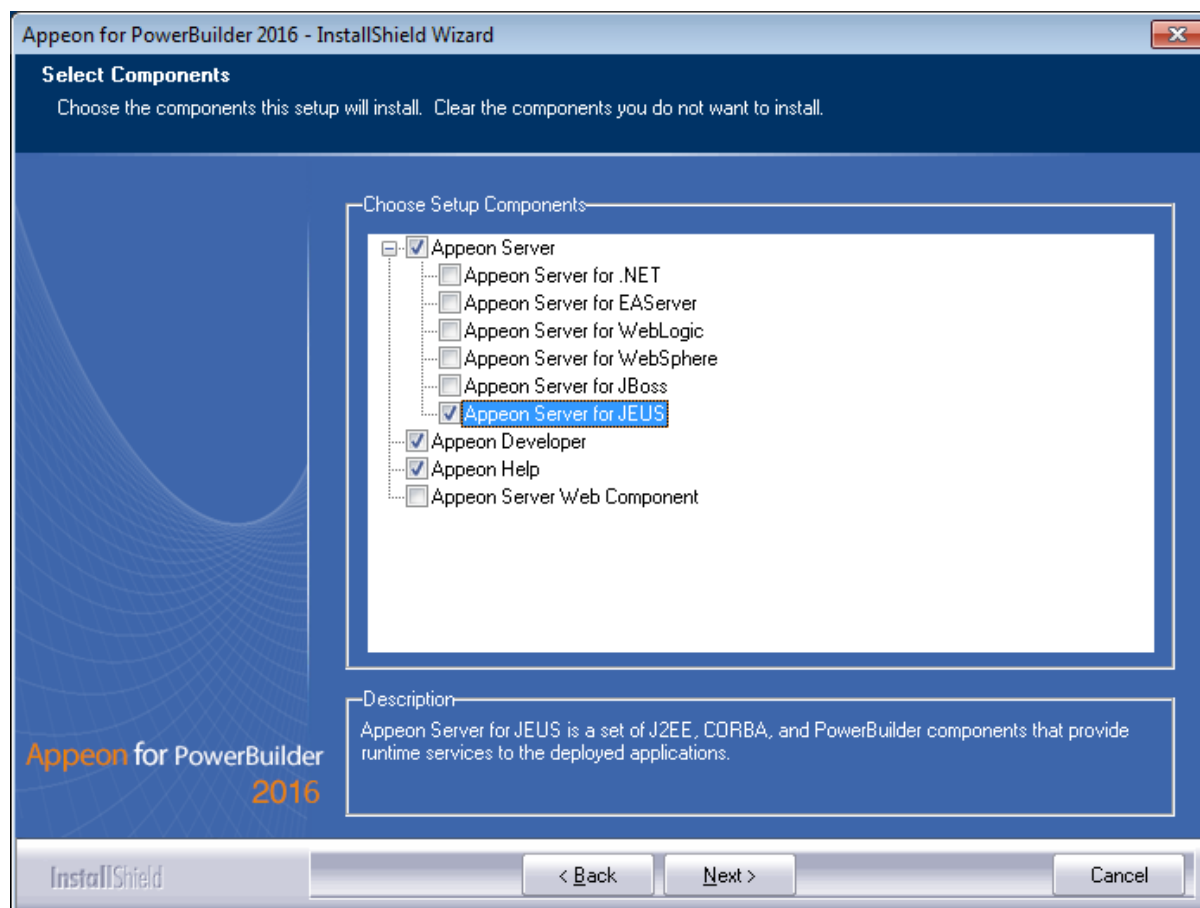 Appeon for PowerBuilder 2016 - InstallShield Wizard
Select Components
Choose the components this setup will install. Clear the components you do not want to install.
Choose Setup Components
Appeon Server
Appeon Server for .NET
Appeon Server for EAServer
Appeon Server for WebLogic
Appeon Server for WebSphere
Appeon Server for JBoss
Appeon Server for JEUS
Appeon Developer
Appeon Help
Appeon Server Web Component
Description
Appeon Server for JEUS is a set of J2EE, CORBA, and PowerBuilder components that provide
runtime services to the deployed applications.
Appeon for PowerBuilder
2016
InstallShield
< Back
Next >
Cancel